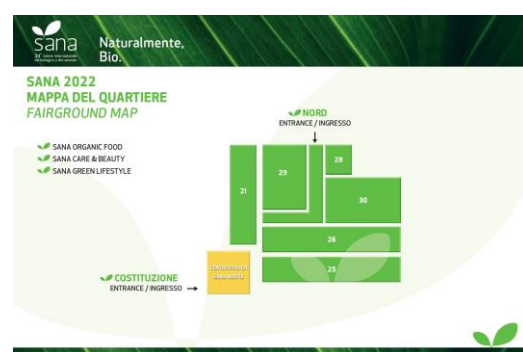 sana
Naturalmente,
Bio.
SANA 2022
MAPPA DEL QUARTIERE
FAIRGROUND MAP
SANA ORGANIC FOOD
SANA CARE & BEAUTY
SANA GREEN LIFESTYLE
NORD
ENTRANCE / INGRESSO
21
29
28
30
26
25
COSTITUZIONE
ENTRANCE / INGRESSO